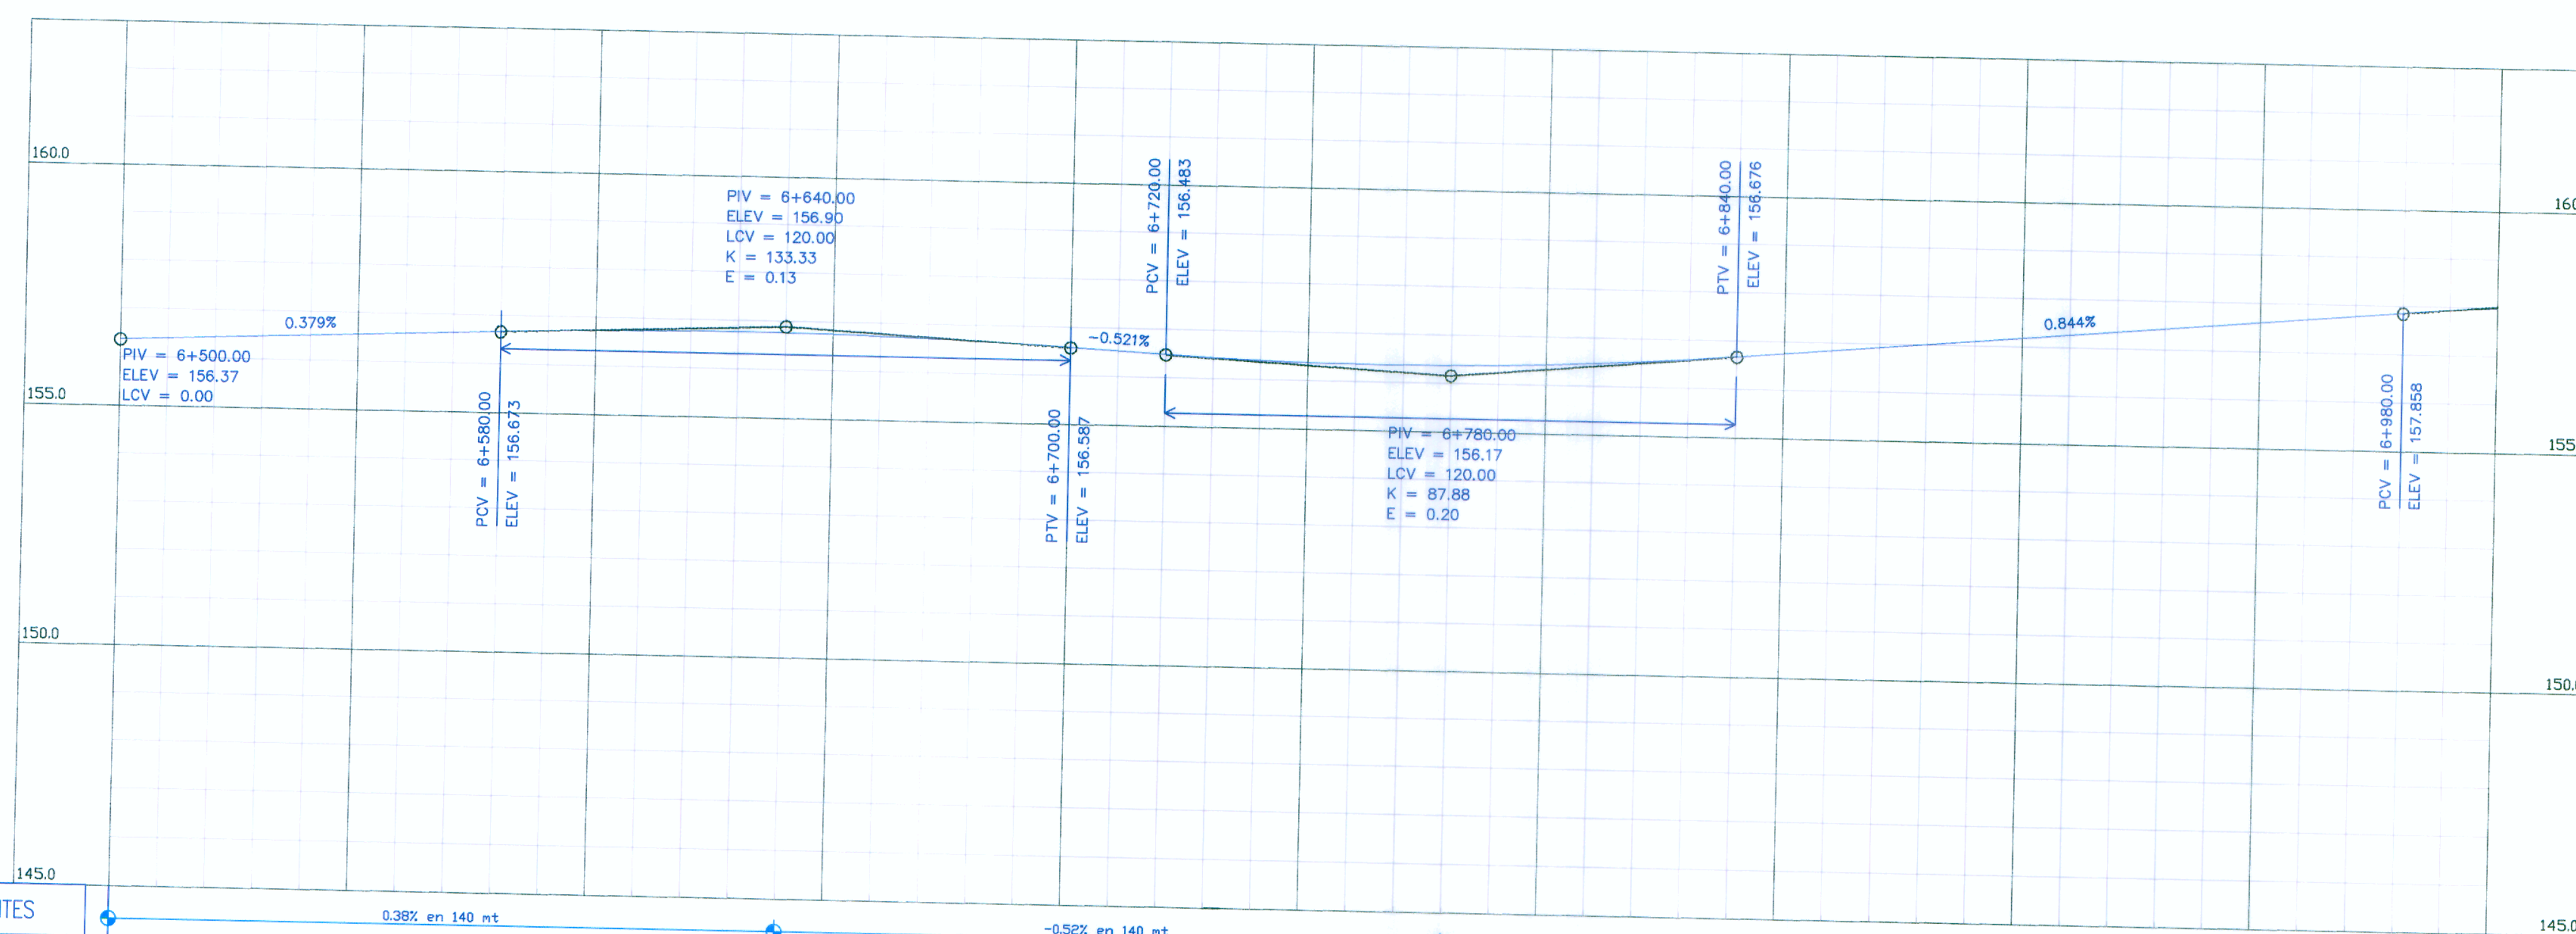 160.0
PIV = 6+640.00
ELEV = 156.90
LCV = 120.00
K = 133.33
E = 0.13
PCV = 6+720.00
ELEV = 156.483
PTV = 6+840.00
ELEV = 156.676
0.379%
-0.521%
0.844%
PIV = 6+500.00
ELEV = 156.37
LCV = 0.00
155.0
PCV = 6+580.00
ELEV = 156.673
PTV = 6+700.00
ELEV = 156.587
PIV = 6+780.00
ELEV = 156.17
LCV = 120.00
K = 87.88
E = 0.20
PCV = 6+980.00
ELEV = 157.858
160
155
150.0
150.
145.0
145.0
TES
0.38% en 140 mt
-0.52% en 140 mt